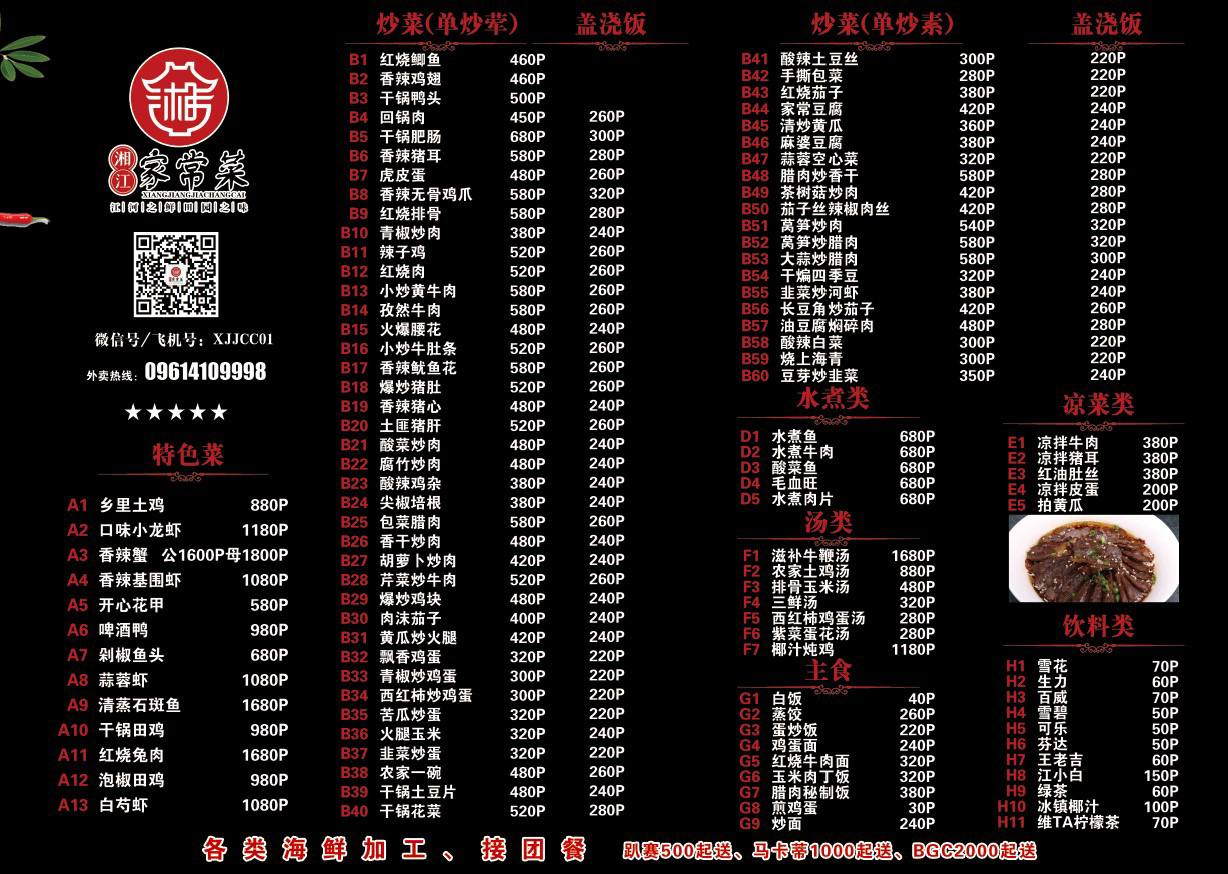 湘
湘江
家常菜
XIANGJIANGJIACHANGCAI
江|河|之|鲜|田|园|之|味
微信号/飞机号：XJJCC01
外卖热线：09614109998
★★★★★
特色菜
A1 乡里土鸡 880P
A2 口味小龙虾 1180P
A3 香辣蟹 公1600P母1800P
A4 香辣基围虾 1080P
A5 开心花甲 580P
A6 啤酒鸭 980P
A7 剁椒鱼头 680P
A8 蒜蓉虾 1080P
A9 清蒸石斑鱼 1680P
A10 干锅田鸡 980P
A11 红烧兔肉 1680P
A12 泡椒田鸡 980P
A13 白芍虾 1080P
炒菜(单炒荤) 盖浇饭
B1 红烧鲫鱼 460P
B2 香辣鸡翅 460P
B3 干锅鸭头 500P
B4 回锅肉 450P 260P
B5 干锅肥肠 680P 300P
B6 香辣猪耳 580P 280P
B7 虎皮蛋 480P 260P
B8 香辣无骨鸡爪 580P 320P
B9 红烧排骨 580P 280P
B10 青椒炒肉 380P 240P
B11 辣子鸡 520P 260P
B12 红烧肉 520P 260P
B13 小炒黄牛肉 580P 260P
B14 孜然牛肉 580P 260P
B15 火爆腰花 480P 240P
B16 小炒牛肚条 520P 260P
B17 香辣鱿鱼花 580P 260P
B18 爆炒猪肚 520P 260P
B19 香辣猪心 480P 240P
B20 土匪猪肝 520P 260P
B21 酸菜炒肉 480P 240P
B22 腐竹炒肉 480P 240P
B23 酸辣鸡杂 380P 240P
B24 尖椒培根 380P 240P
B25 包菜腊肉 580P 260P
B26 香干炒肉 480P 240P
B27 胡萝卜炒肉 420P 240P
B28 芹菜炒牛肉 520P 260P
B29 爆炒鸡块 480P 240P
B30 肉沫茄子 400P 240P
B31 黄瓜炒火腿 420P 240P
B32 飘香鸡蛋 320P 220P
B33 青椒炒鸡蛋 300P 220P
B34 西红柿炒鸡蛋 300P 220P
B35 苦瓜炒蛋 320P 220P
B36 火腿玉米 320P 240P
B37 韭菜炒蛋 320P 220P
B38 农家一碗 480P 260P
B39 干锅土豆片 480P 240P
B40 干锅花菜 520P 280P
炒菜(单炒素) 盖浇饭
B41 酸辣土豆丝 300P 220P
B42 手撕包菜 280P 220P
B43 红烧茄子 380P 220P
B44 家常豆腐 420P 240P
B45 清炒黄瓜 360P 240P
B46 麻婆豆腐 380P 240P
B47 蒜蓉空心菜 320P 220P
B48 腊肉炒香干 580P 280P
B49 茶树菇炒肉 420P 280P
B50 茄子丝辣椒肉丝 420P 280P
B51 莴笋炒肉 540P 320P
B52 莴笋炒腊肉 580P 320P
B53 大蒜炒腊肉 580P 300P
B54 干煸四季豆 320P 240P
B55 韭菜炒河虾 380P 240P
B56 长豆角炒茄子 420P 260P
B57 油豆腐焖碎肉 480P 280P
B58 酸辣白菜 300P 220P
B59 烧上海青 300P 220P
B60 豆芽炒韭菜 350P 240P
水煮类
D1 水煮鱼 680P
D2 水煮牛肉 680P
D3 酸菜鱼 680P
D4 毛血旺 680P
D5 水煮肉片 680P
汤类
F1 滋补牛鞭汤 1680P
F2 农家土鸡汤 880P
F3 排骨玉米汤 480P
F4 三鲜汤 320P
F5 西红柿鸡蛋汤 280P
F6 紫菜蛋花汤 280P
F7 椰汁炖鸡 1180P
主食
G1 白饭 40P
G2 蒸饺 260P
G3 蛋炒饭 220P
G4 鸡蛋面 240P
G5 红烧牛肉面 320P
G6 玉米肉丁饭 320P
G7 腊肉秘制饭 380P
G8 煎鸡蛋 30P
G9 炒面 240P
凉菜类
E1 凉拌牛肉 380P
E2 凉拌猪耳 380P
E3 红油肚丝 380P
E4 凉拌皮蛋 200P
E5 拍黄瓜 200P
饮料类
H1 雪花 70P
H2 生力 60P
H3 百威 70P
H4 雪碧 50P
H5 可乐 50P
H6 芬达 50P
H7 王老吉 60P
H8 江小白 150P
H9 绿茶 60P
H10 冰镇椰汁 100P
H11 维TA柠檬茶 70P
各类海鲜加工、接团餐 趴赛500起送、马卡蒂1000起送、BGC2000起送